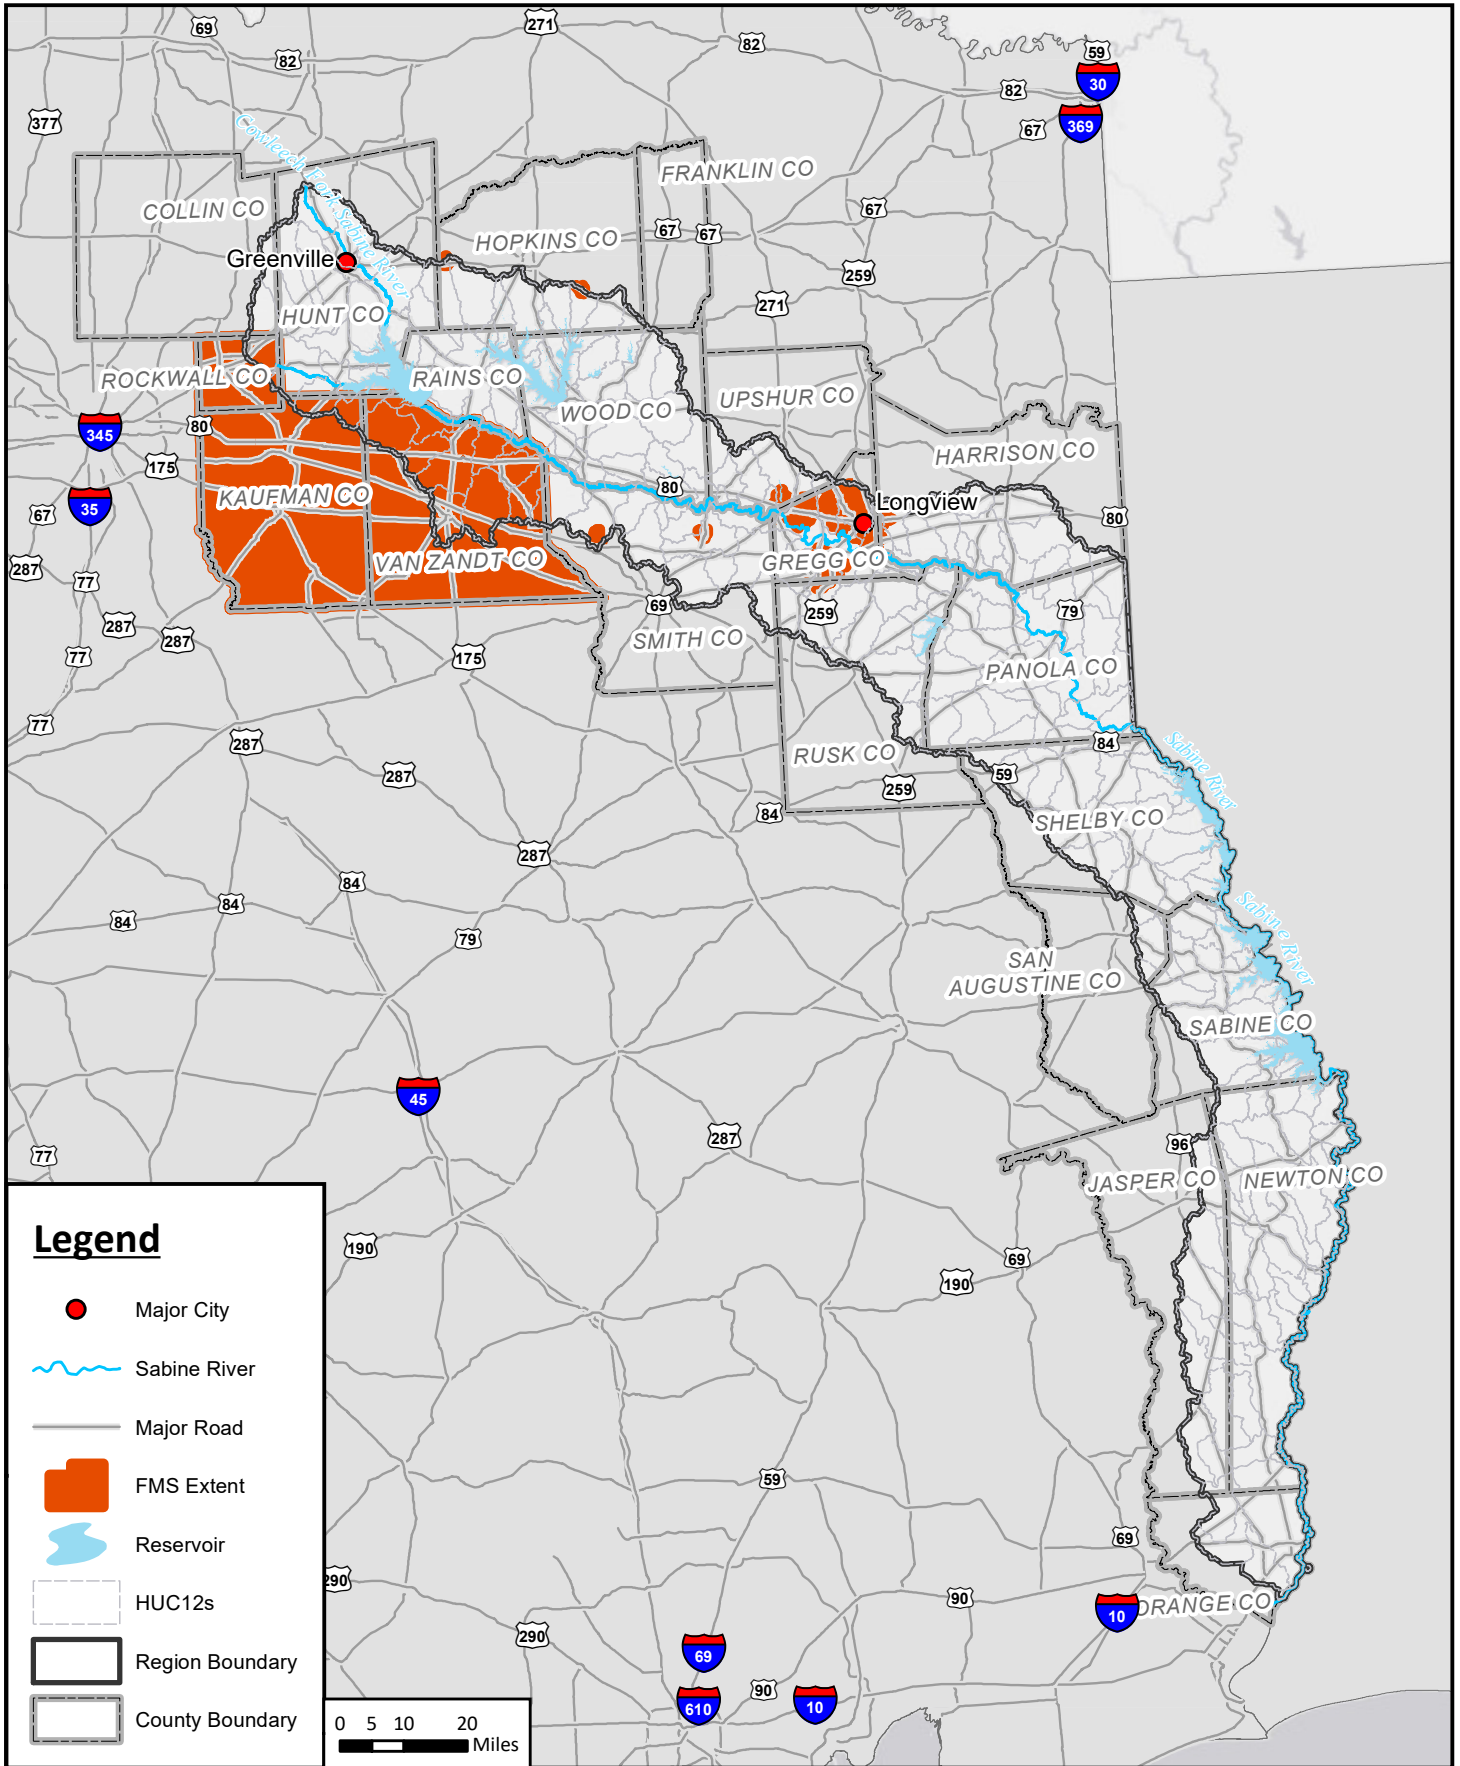 69
271
82
82
59
30
82
369
67
377
Cowleech Fork Sabine River
FRANKLIN CO
COLLIN CO
67
HOPKINS CO
67
67
Greenville
259
271
HUNT CO
ROCKWALL CO
RAINS CO
UPSHUR CO
WOOD CO
345
80
HARRISON CO
175
KAUFMAN CO
80
Longview
35
67
80
287
VAN ZANDT CO
GREGG CO
77
69
259
79
287
287
SMITH CO
77
175
PANOLA CO
77
287
84
Sabine River
RUSK CO
287
59
259
84
SHELBY CO
287
84
84
84
Sabine River
79
SAN
AUGUSTINE CO
SABINE CO
45
287
96
77
JASPER CO
NEWTON CO
Legend
190
69
190
Major City
Sabine River
Major Road
59
FMS Extent
69
Reservoir
290
HUC12s
90
10
ORANGE CO
290
69
Region Boundary
90
610
10
County Boundary
0 5 10 20
Miles